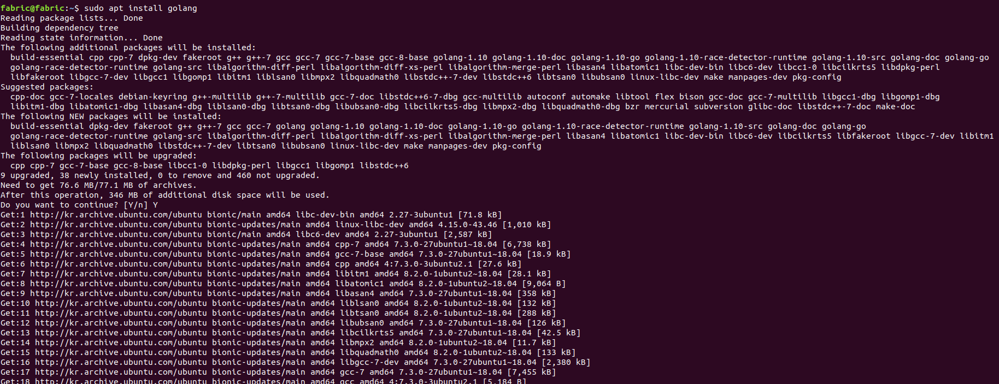 fabric@fabric:~$ sudo apt install golang
Reading package lists... Done
Building dependency tree
Reading state information... Done
The following additional packages will be installed:
  build-essential cpp cpp-7 dpkg-dev fakeroot g++ g++-7 gcc gcc-7 gcc-7-base gcc-8-base golang-1.10 golang-1.10-doc golang-1.10-go golang-1.10-race-detector-runtime golang-1.10-src golang-doc golang-go
  golang-race-detector-runtime golang-src libalgorithm-diff-perl libalgorithm-diff-xs-perl libalgorithm-merge-perl libasan4 libatomic1 libc-dev-bin libc6-dev libcc1-0 libcilkrts5 libdpkg-perl
  libfakeroot libgcc-7-dev libgcc1 libgomp1 libitm1 liblsan0 libmpx2 libquadmath0 libstdc++-7-dev libstdc++6 libtsan0 libubsan0 linux-libc-dev make manpages-dev pkg-config
Suggested packages:
  cpp-doc gcc-7-locales debian-keyring g++-multilib g++-7-multilib gcc-7-doc libstdc++6-7-dbg gcc-multilib autoconf automake libtool flex bison gcc-doc gcc-7-multilib libgcc1-dbg libgomp1-dbg
  libitm1-dbg libatomic1-dbg libasan4-dbg liblsan0-dbg libtsan0-dbg libubsan0-dbg libcilkrts5-dbg libmpx2-dbg libquadmath0-dbg bzr mercurial subversion glibc-doc libstdc++-7-doc make-doc
The following NEW packages will be installed:
  build-essential dpkg-dev fakeroot g++ g++-7 gcc gcc-7 golang golang-1.10 golang-1.10-doc golang-1.10-go golang-1.10-race-detector-runtime golang-1.10-src golang-doc golang-go
  golang-race-detector-runtime golang-src libalgorithm-diff-perl libalgorithm-diff-xs-perl libalgorithm-merge-perl libasan4 libatomic1 libc-dev-bin libc6-dev libcilkrts5 libfakeroot libgcc-7-dev libitm1
  liblsan0 libmpx2 libquadmath0 libstdc++-7-dev libtsan0 libubsan0 linux-libc-dev make manpages-dev pkg-config
The following packages will be upgraded:
  cpp cpp-7 gcc-7-base gcc-8-base libcc1-0 libdpkg-perl libgcc1 libgomp1 libstdc++6
9 upgraded, 38 newly installed, 0 to remove and 460 not upgraded.
Need to get 76.6 MB/77.1 MB of archives.
After this operation, 346 MB of additional disk space will be used.
Do you want to continue? [Y/n] Y
Get:1 http://kr.archive.ubuntu.com/ubuntu bionic/main amd64 libc-dev-bin amd64 2.27-3ubuntu1 [71.8 kB]
Get:2 http://kr.archive.ubuntu.com/ubuntu bionic-updates/main amd64 linux-libc-dev amd64 4.15.0-43.46 [1,010 kB]
Get:3 http://kr.archive.ubuntu.com/ubuntu bionic/main amd64 libc6-dev amd64 2.27-3ubuntu1 [2,587 kB]
Get:4 http://kr.archive.ubuntu.com/ubuntu bionic-updates/main amd64 cpp-7 amd64 7.3.0-27ubuntu1~18.04 [6,738 kB]
Get:5 http://kr.archive.ubuntu.com/ubuntu bionic-updates/main amd64 gcc-7-base amd64 7.3.0-27ubuntu1~18.04 [18.9 kB]
Get:6 http://kr.archive.ubuntu.com/ubuntu bionic-updates/main amd64 cpp amd64 4:7.3.0-3ubuntu2.1 [27.6 kB]
Get:7 http://kr.archive.ubuntu.com/ubuntu bionic-updates/main amd64 libitm1 amd64 8.2.0-1ubuntu2~18.04 [28.1 kB]
Get:8 http://kr.archive.ubuntu.com/ubuntu bionic-updates/main amd64 libatomic1 amd64 8.2.0-1ubuntu2~18.04 [9,064 B]
Get:9 http://kr.archive.ubuntu.com/ubuntu bionic-updates/main amd64 libasan4 amd64 7.3.0-27ubuntu1~18.04 [358 kB]
Get:10 http://kr.archive.ubuntu.com/ubuntu bionic-updates/main amd64 liblsan0 amd64 8.2.0-1ubuntu2~18.04 [132 kB]
Get:11 http://kr.archive.ubuntu.com/ubuntu bionic-updates/main amd64 libtsan0 amd64 8.2.0-1ubuntu2~18.04 [288 kB]
Get:12 http://kr.archive.ubuntu.com/ubuntu bionic-updates/main amd64 libubsan0 amd64 7.3.0-27ubuntu1~18.04 [126 kB]
Get:13 http://kr.archive.ubuntu.com/ubuntu bionic-updates/main amd64 libcilkrts5 amd64 7.3.0-27ubuntu1~18.04 [42.5 kB]
Get:14 http://kr.archive.ubuntu.com/ubuntu bionic-updates/main amd64 libmpx2 amd64 8.2.0-1ubuntu2~18.04 [11.7 kB]
Get:15 http://kr.archive.ubuntu.com/ubuntu bionic-updates/main amd64 libquadmath0 amd64 8.2.0-1ubuntu2~18.04 [133 kB]
Get:16 http://kr.archive.ubuntu.com/ubuntu bionic-updates/main amd64 libgcc-7-dev amd64 7.3.0-27ubuntu1~18.04 [2,380 kB]
Get:17 http://kr.archive.ubuntu.com/ubuntu bionic-updates/main amd64 gcc-7 amd64 7.3.0-27ubuntu1~18.04 [7,455 kB]
Get:18 http://kr.archive.ubuntu.com/ubuntu bionic-updates/main amd64 gcc amd64 4:7.3.0-3ubuntu2.1 [5,184 B]